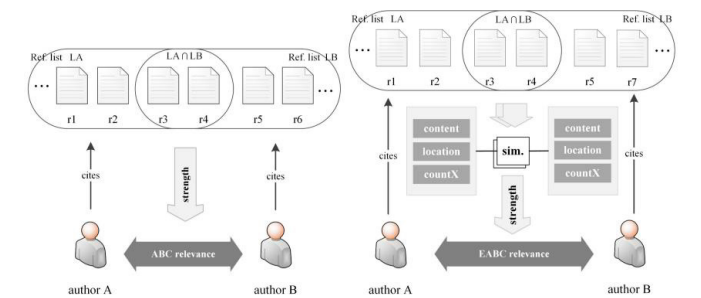 Ref. list LA
LA∩LB
Ref. list LB
...
r1
r2
r3
r4
r5
r6
...
cites
strength
cites
ABC relevance
author A
author B
Ref. list LA
LA∩LB
Ref. list LB
...
r1
r2
r3
r4
r5
r7
...
content
location
countX
sim.
content
location
countX
cites
strength
cites
EABC relevance
author A
author B